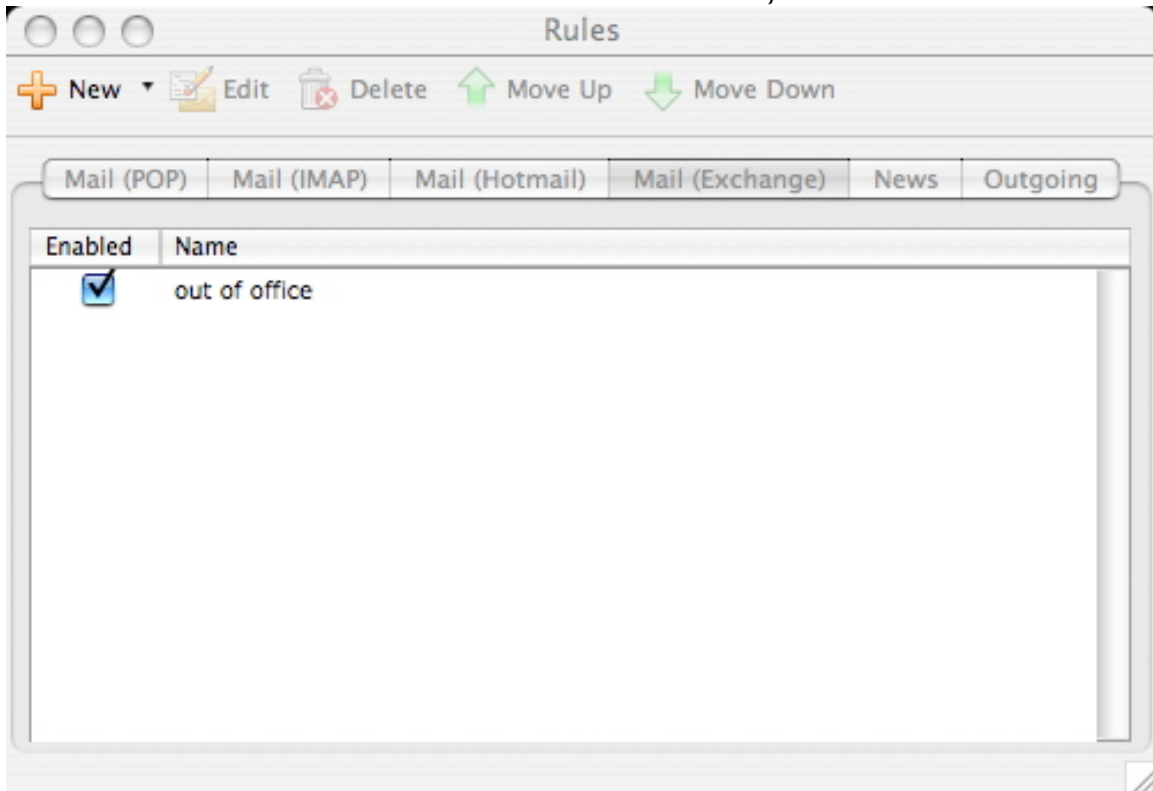 Rules
New Edit Delete Move Up Move Down
Mail (POP) Mail (IMAP) Mail (Hotmail) Mail (Exchange) News Outgoing
Enabled Name
out of office